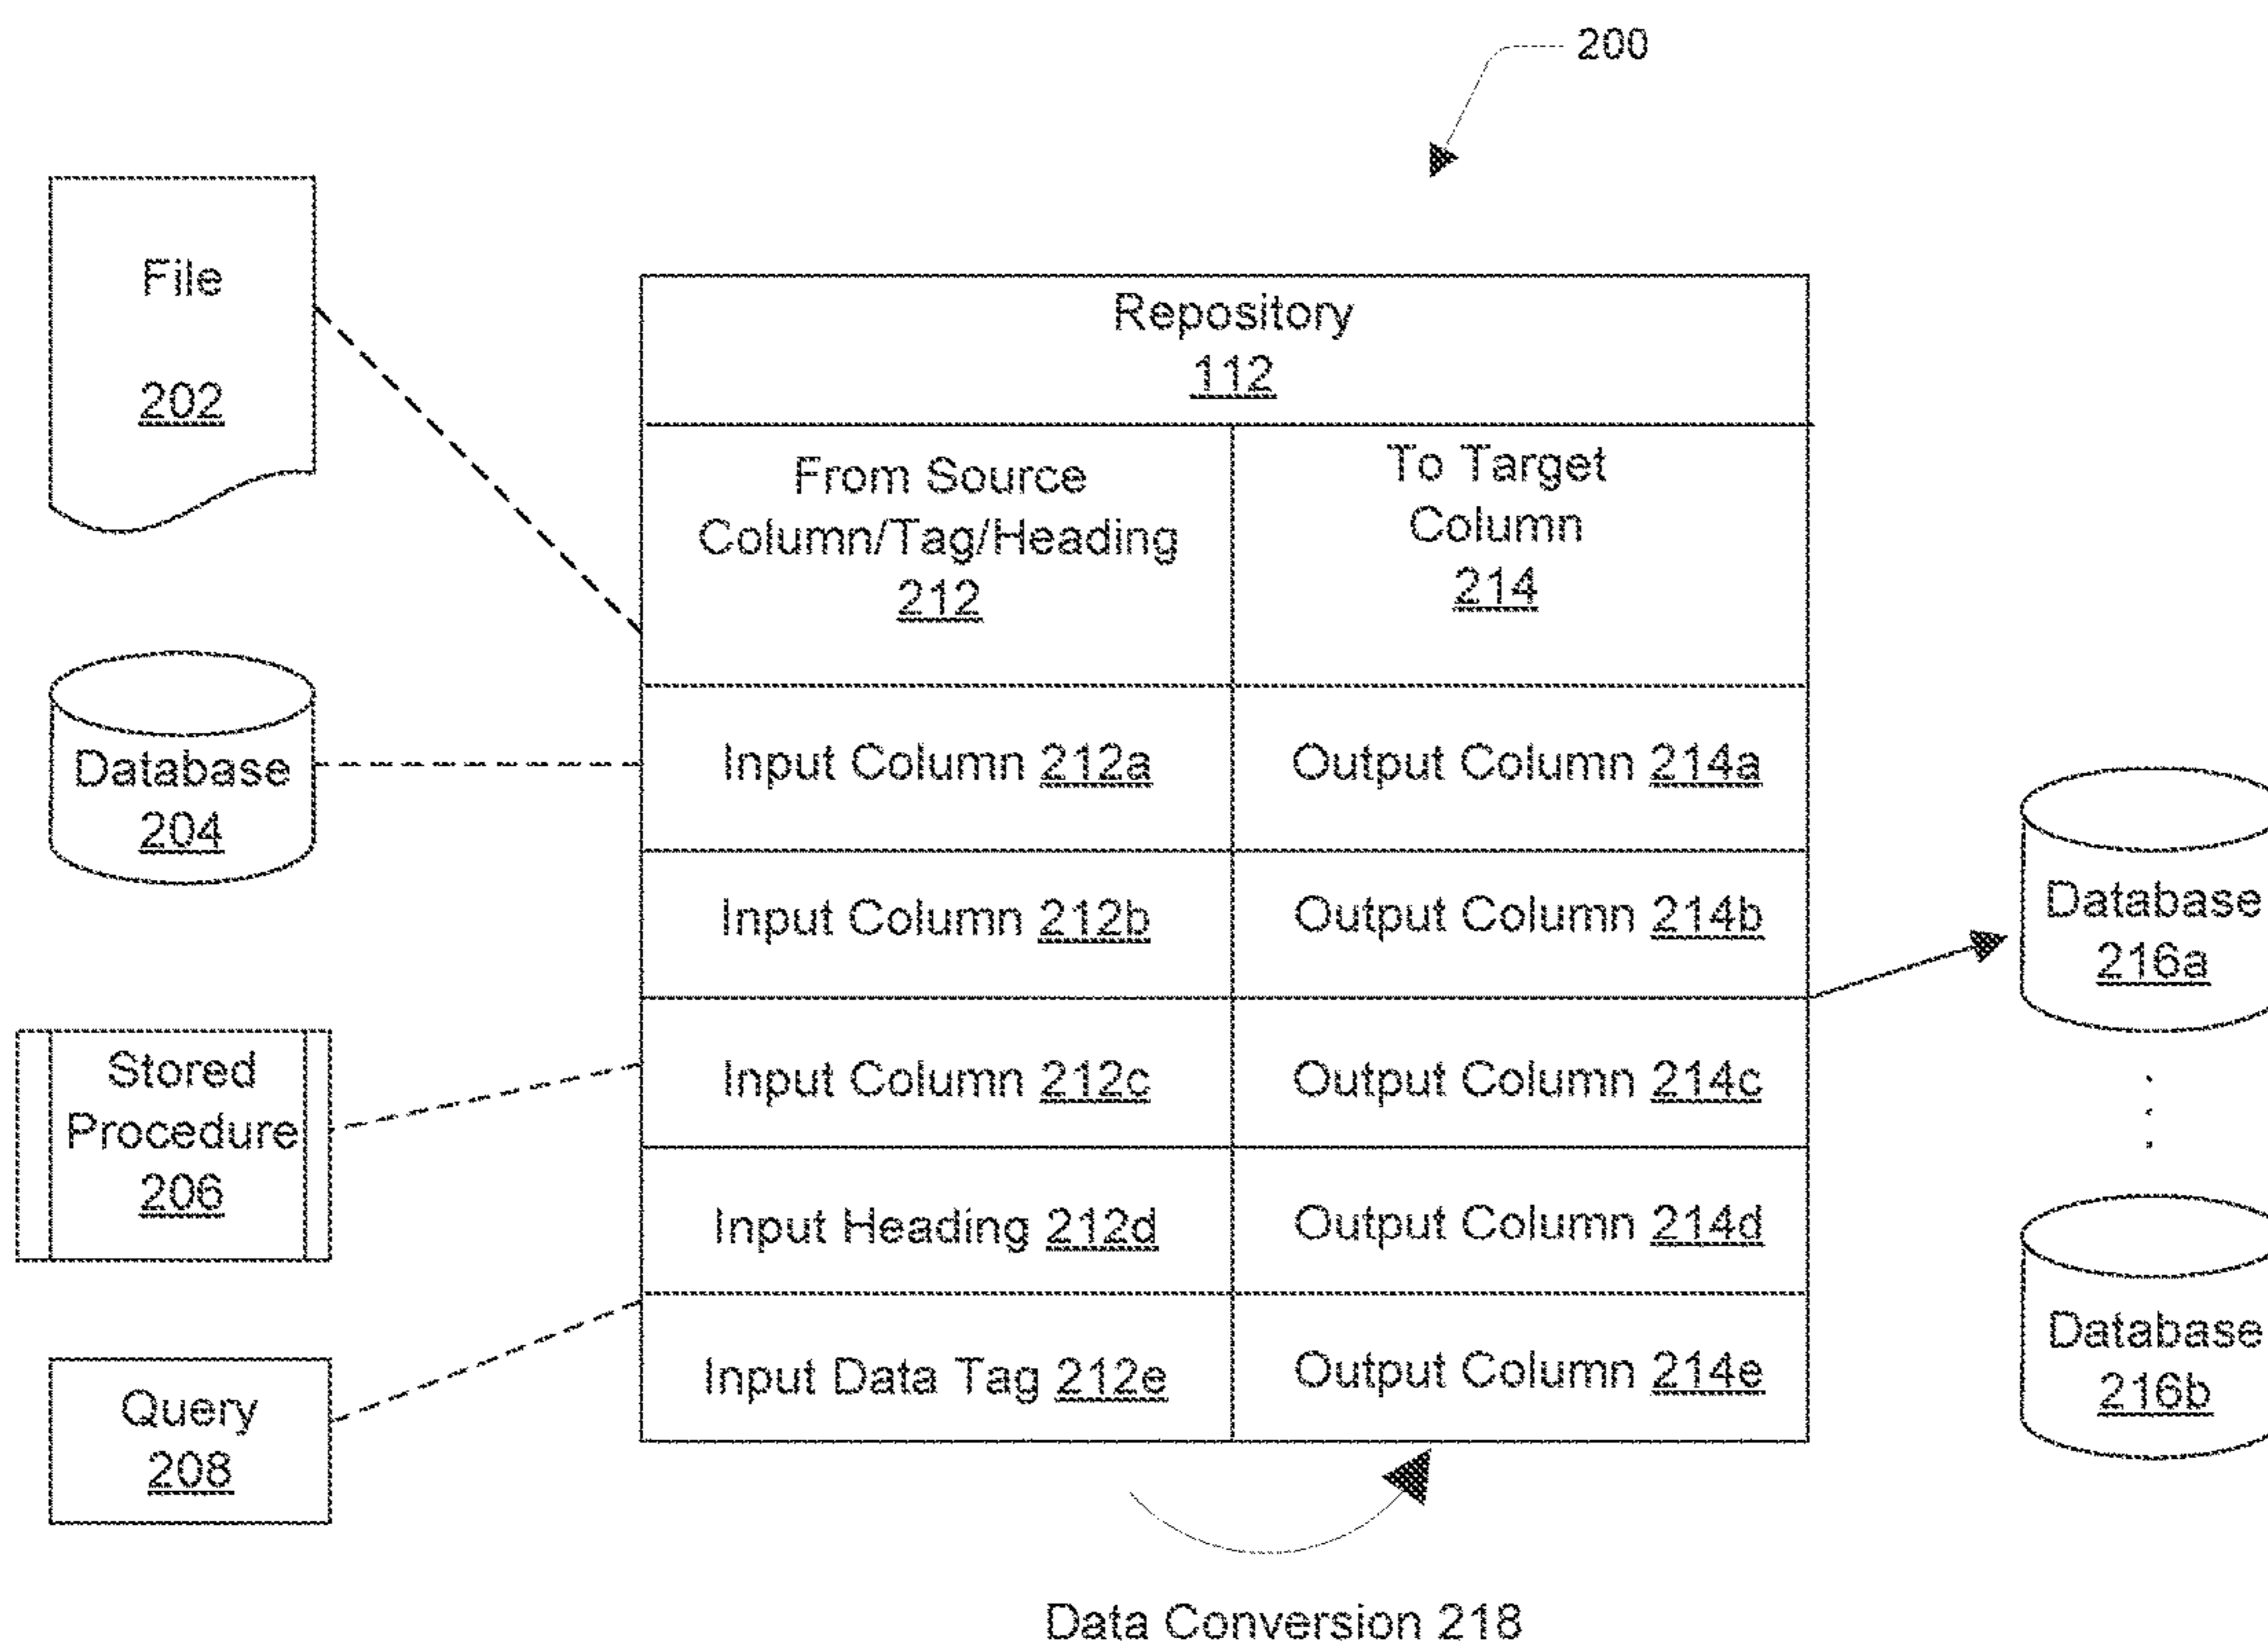 200
File
202
Database
204
Stored
Procedure
206
Query
208
Repository
112
From Source
Column/Tag/Heading
212
To Target
Column
214
Input Column 212a
Output Column 214a
Input Column 212b
Output Column 214b
Input Column 212c
Output Column 214c
Input Heading 212d
Output Column 214d
Input Data Tag 212e
Output Column 214e
Database
216a
Database
216b
Data Conversion 218